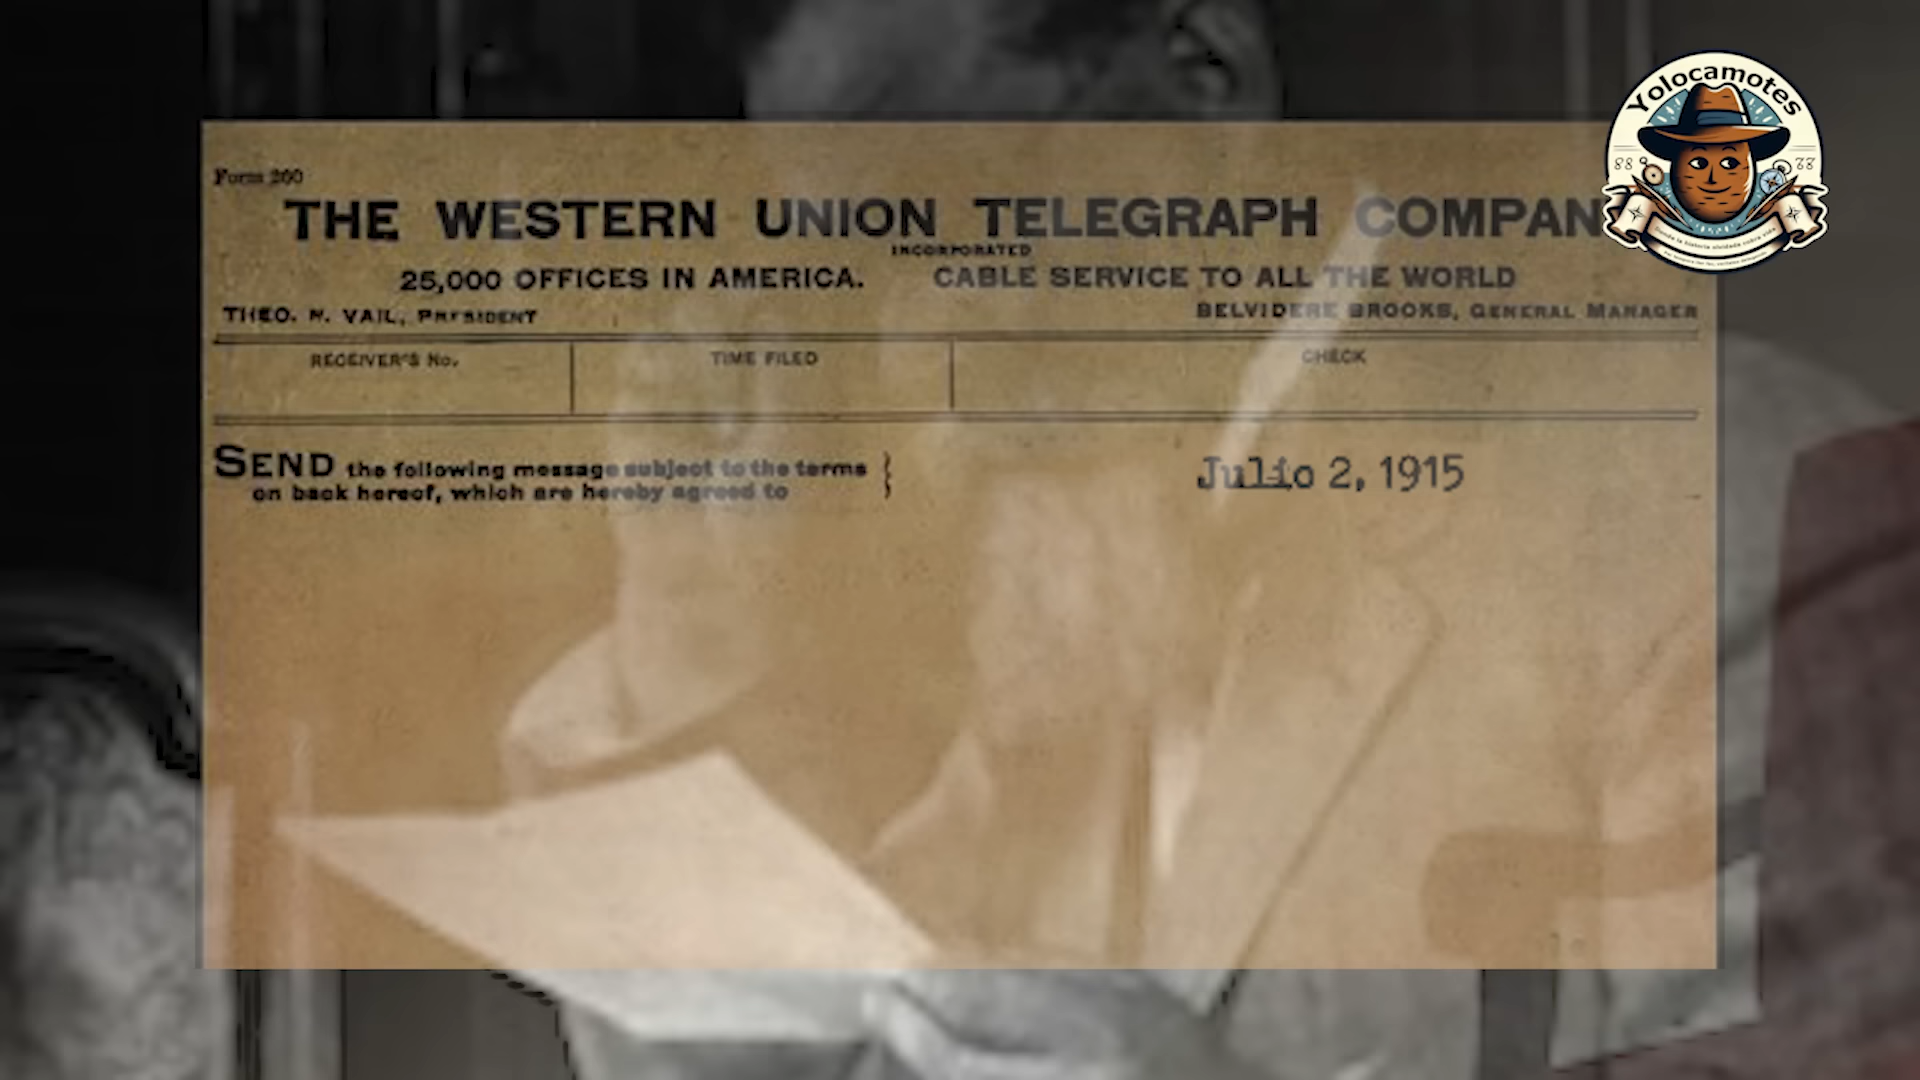 Yolocamotes
Form 260
THE WESTERN UNION TELEGRAPH COMPAN
INCORPORATED
25,000 OFFICES IN AMERICA. CABLE SERVICE TO ALL THE WORLD
THEO. N. VAIL, PRESIDENT BELVIDERE BROOKS, GENERAL MANAGER
RECEIVER'S No. TIME FILED CHECK
SEND the following message subject to the terms
on back hereof, which are hereby agreed to
Julio 2, 1915